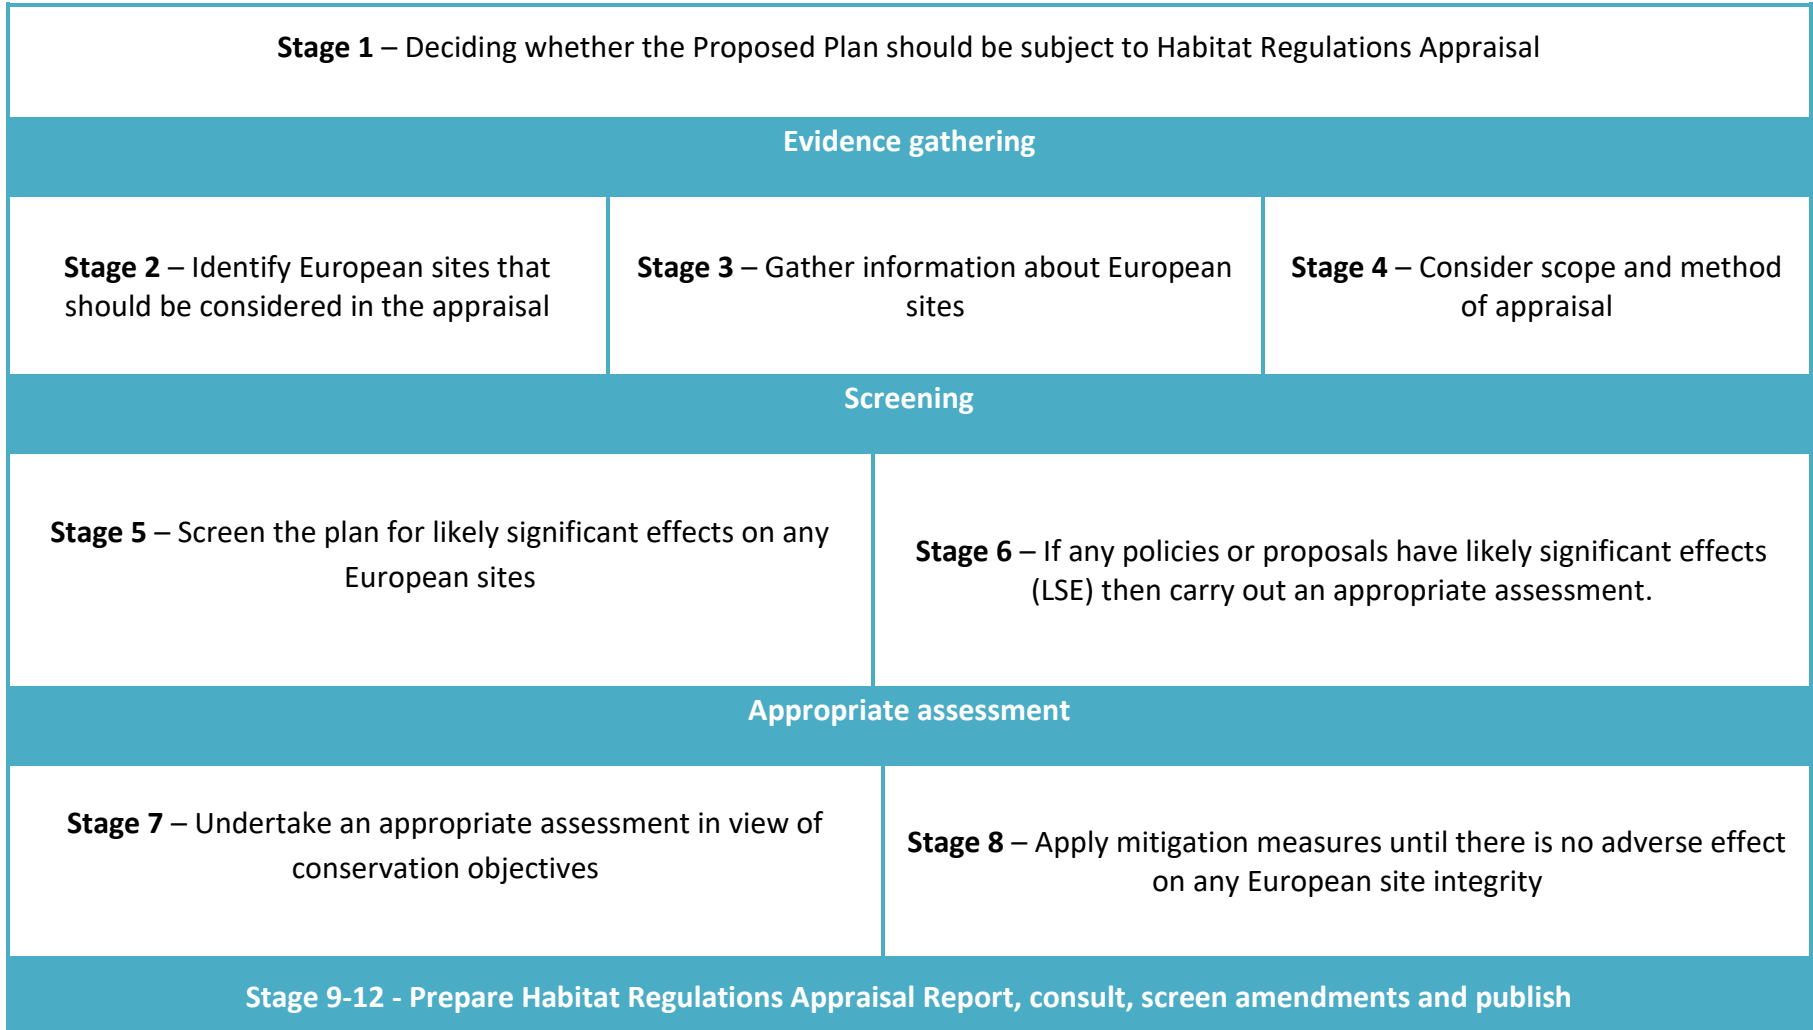 Stage 1 – Deciding whether the Proposed Plan should be subject to Habitat Regulations Appraisal
Evidence gathering
Stage 2 – Identify European sites that
should be considered in the appraisal
Stage 3 – Gather information about European
sites
Stage 4 – Consider scope and method
of appraisal
Screening
Stage 5 – Screen the plan for likely significant effects on any
European sites
Stage 6 – If any policies or proposals have likely significant effects
(LSE) then carry out an appropriate assessment.
Appropriate assessment
Stage 7 – Undertake an appropriate assessment in view of
conservation objectives
Stage 8 – Apply mitigation measures until there is no adverse effect
on any European site integrity
Stage 9-12 - Prepare Habitat Regulations Appraisal Report, consult, screen amendments and publish